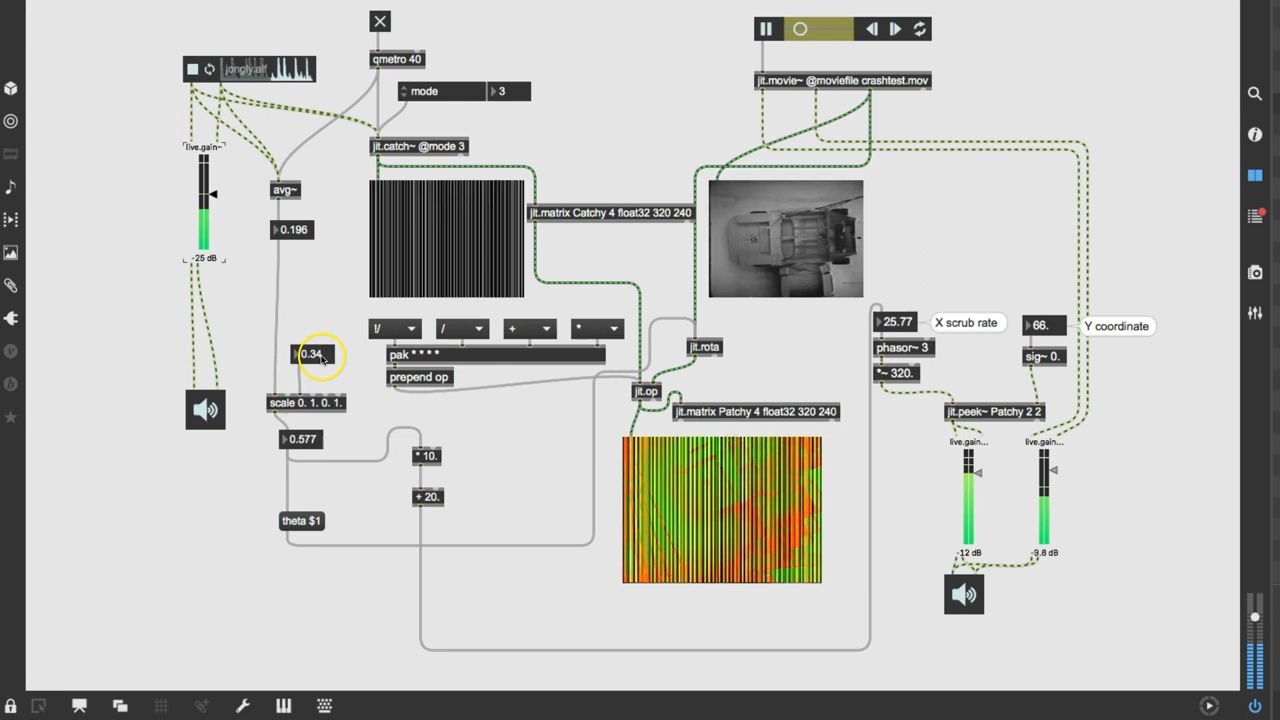 jongly.aif
qmetro 40
mode
3
jit.movie~ @moviefile crashtest.mov
live.gain~
jit.catch~ @mode 3
avg~
0.196
jit.matrix Catchy 4 float32 320 240
-25 dB
!/
/
+
*
pak * * * *
prepend op
0.34
scale 0. 1. 0. 1.
0.577
* 10.
+ 20.
theta $1
jit.rota
jit.op
jit.matrix Patchy 4 float32 320 240
25.77
X scrub rate
66.
Y coordinate
phasor~ 3
sig~ 0.
*~ 320.
jit.peek~ Patchy 2 2
live.gain...
live.gain...
-12 dB
-9.8 dB